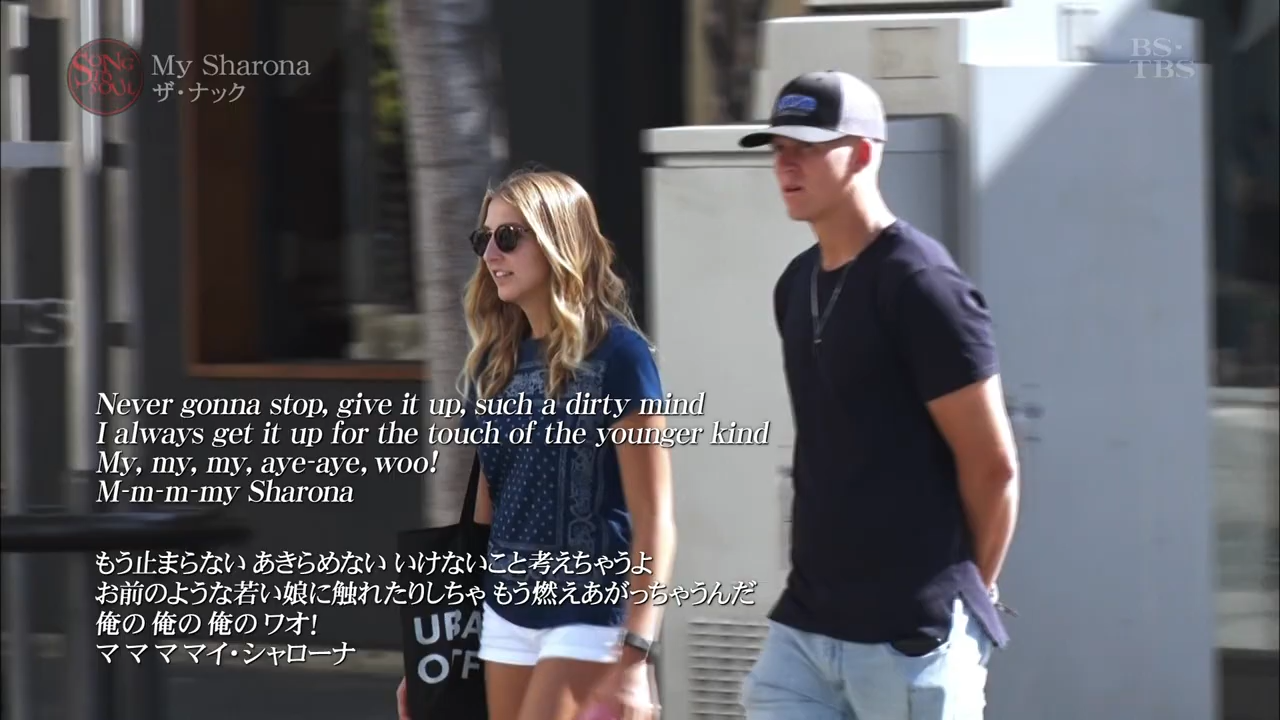 SONG TO SOUL
My Sharona
ザ・ナック
BS-
TBS
Never gonna stop, give it up, such a dirty mind
I always get it up for the touch of the younger kind
My, my, my, aye-aye, woo!
M-m-m-my Sharona
もう止まらない あきらめない いけないこと考えちゃうよ
お前のような若い娘に触れたりしちゃ もう燃えあがっちゃうんだ
俺の 俺の 俺の ワオ!
マ マ マ マイ・シャローナ
URBA
OTF